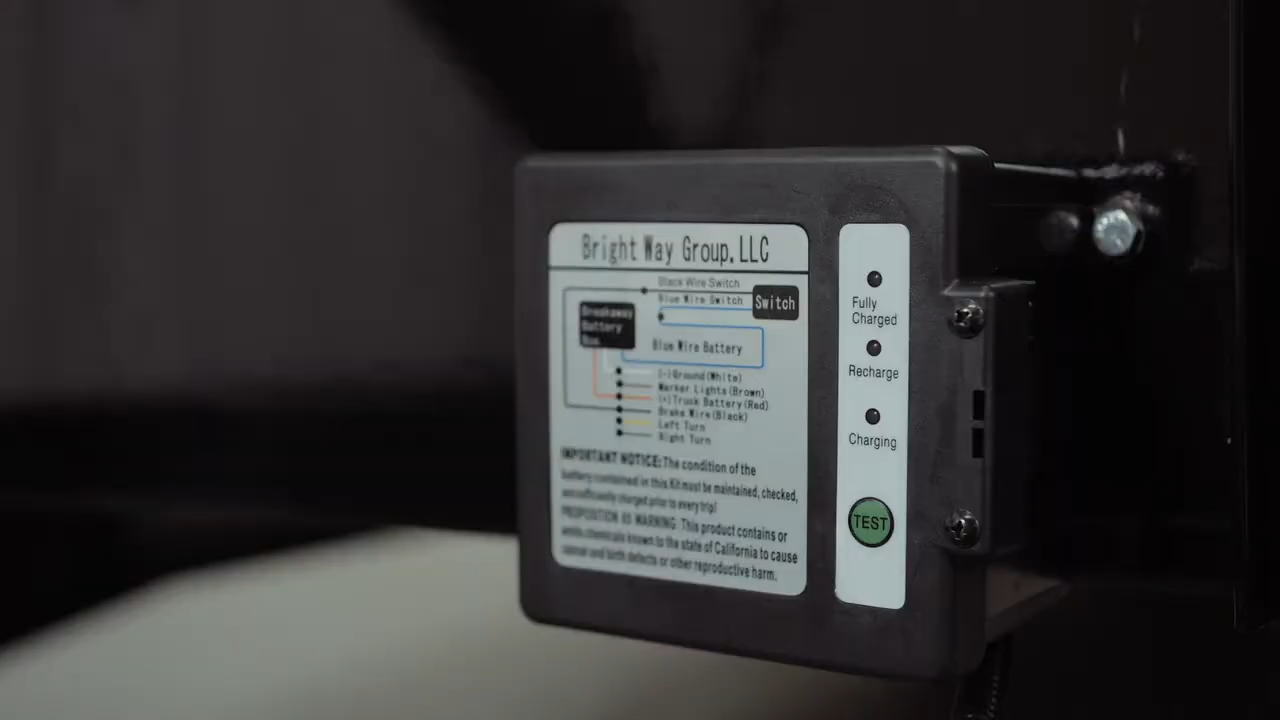 Bright Way Group, LLC
Black Wire Switch
Blue Wire Switch
Switch
Breakaway
Battery
Box
Blue Wire Battery
(-)Ground(White)
Marker Lights(Brown)
(+)Truck Battery(Red)
Brake Wire(Black)
Left Turn
Right Turn
IMPORTANT NOTICE: The condition of the
battery contained in this Kit must be maintained, checked,
and sufficiently charged prior to every trip!
PROPOSITION 65 WARNING: This product contains or
emits chemicals known to the state of California to cause
cancer and birth defects or other reproductive harm.
Fully
Charged
Recharge
Charging
TEST